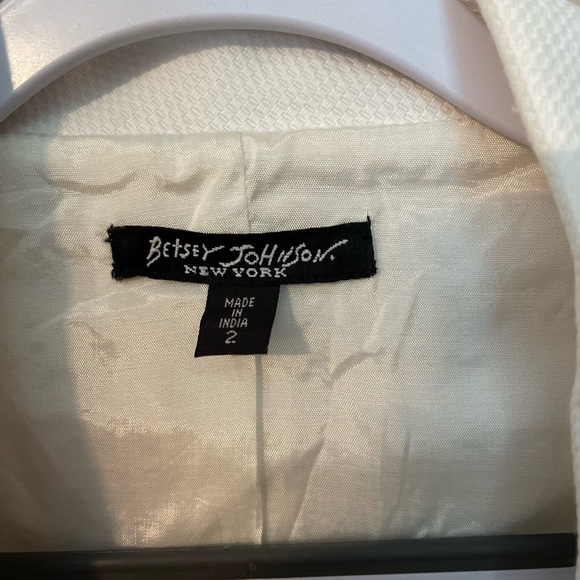 BETSEY JOHNSON.
NEW YORK
MADE
IN
INDIA
2